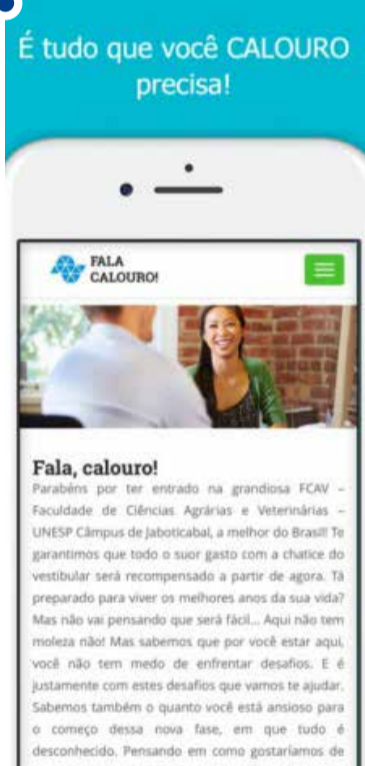 É tudo que você CALOURO
precisa!
FALA
CALOURO!
Fala, calouro!
Parabéns por ter entrado na grandiosa FCAV –
Faculdade de Ciências Agrárias e Veterinárias –
UNESP Câmpus de Jaboticabal, a melhor do Brasil! Te
garantimos que todo o suor gasto com a chatice do
vestibular será recompensado a partir de agora. Tá
preparado para viver os melhores anos da sua vida?
Mas não vai pensando que será fácil... Aqui não tem
moleza não! Mas sabemos que por você estar aqui,
você não tem medo de enfrentar desafios. E é
justamente com estes desafios que vamos te ajudar.
Sabemos também o quanto você está ansioso para
o começo dessa nova fase, em que tudo é
desconhecido. Pensando em como gostaríamos de